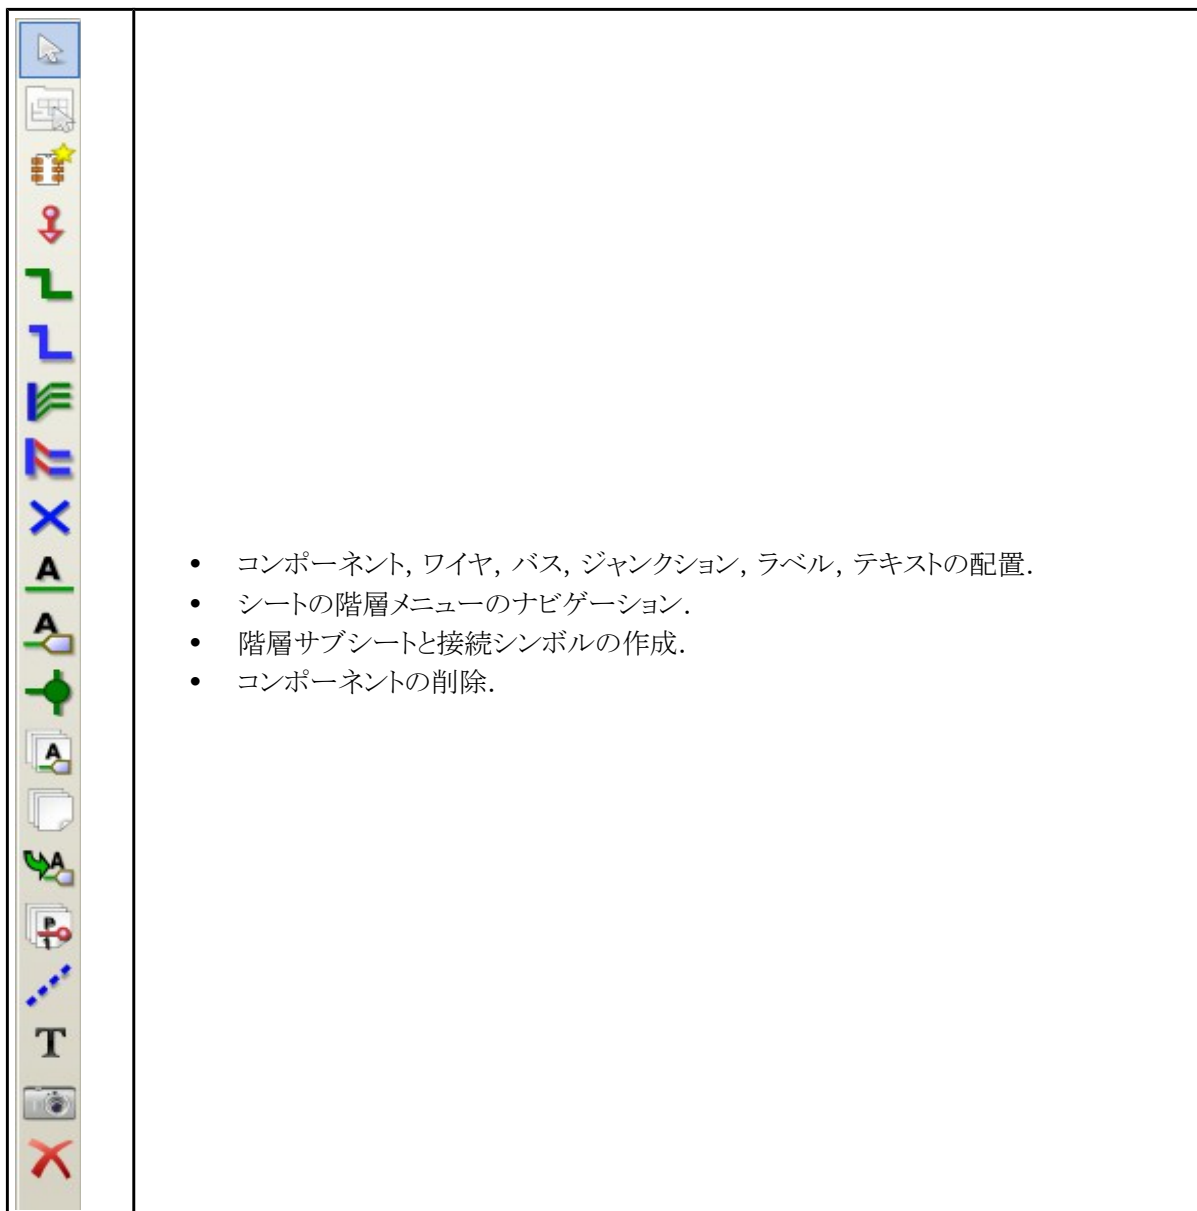 A
A
A
A
P
1
T
• コンポーネント, ワイヤ, バス, ジャンクション, ラベル, テキストの配置.
• シートの階層メニューのナビゲーション.
• 階層サブシートと接続シンボルの作成.
• コンポーネントの削除.